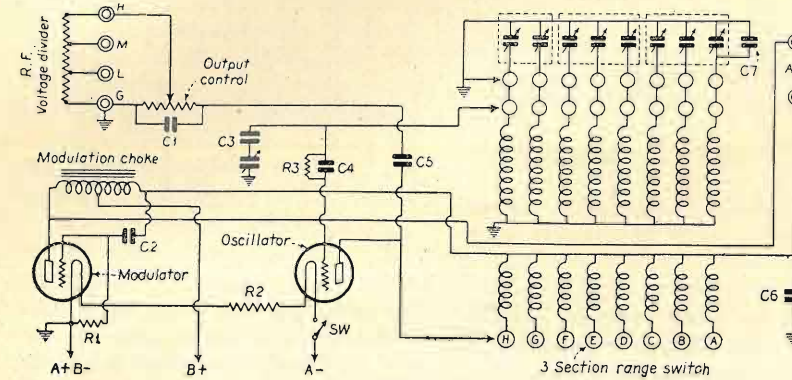 R.F.
Voltage divider
H
M
L
G
Output
control
C1
C3
R3
C4
C5
C7
A
Modulation choke
C2
Modulator
Oscillator
R1
R2
SW
A+ B-
B+
A-
H G F E D C B A
C6
3 Section range switch